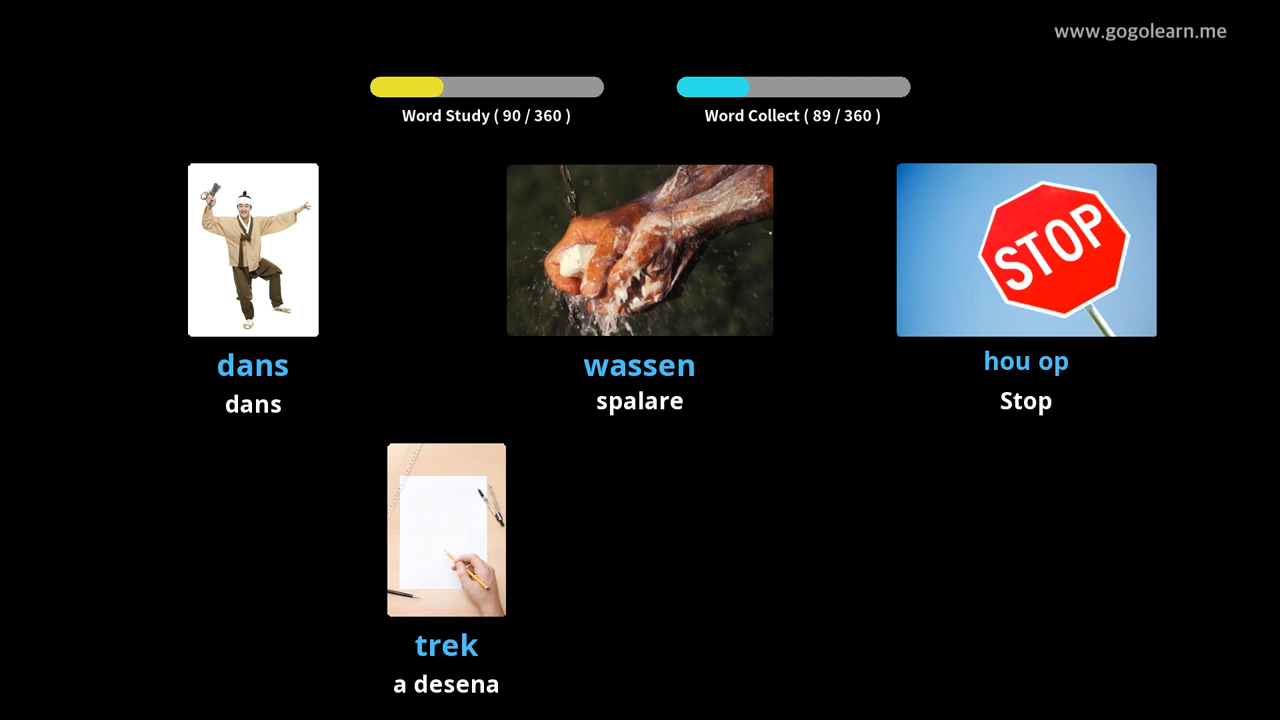 www.gogolearn.me
Word Study ( 90 / 360 )
Word Collect ( 89 / 360 )
STOP
dans
wassen
hou op
dans
spalare
Stop
trek
a desena